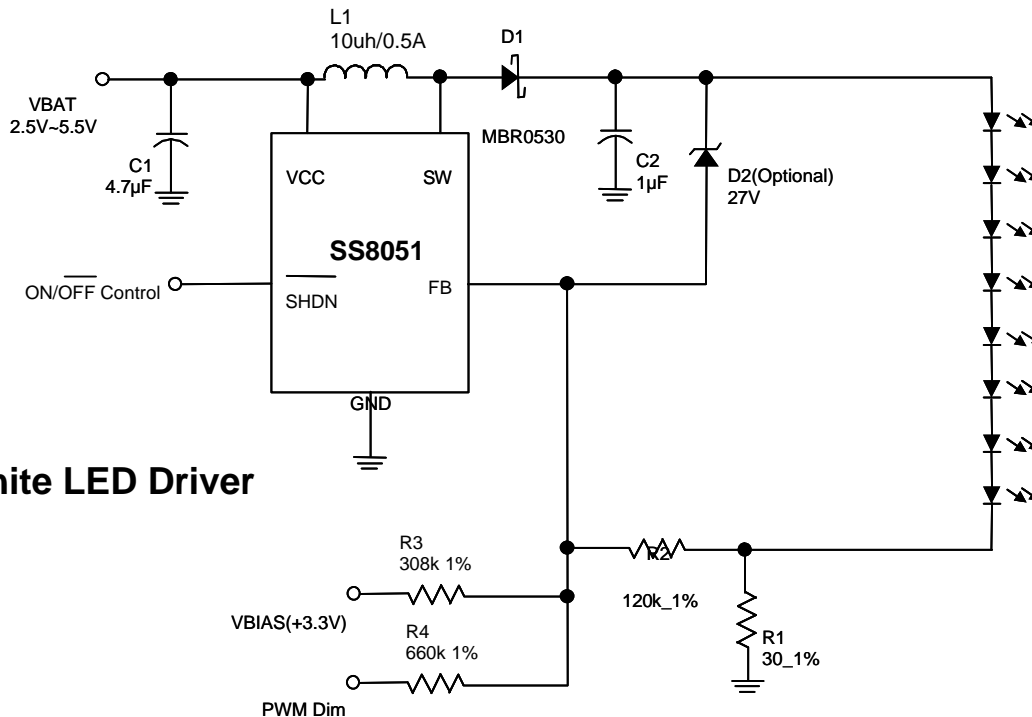 L1
10uh/0.5A
D1
VBAT
2.5V~5.5V
C1
4.7µF
MBR0530
C2
1µF
D2(Optional)
27V
VCC
SW
SS8051
ON/OFF Control
SHDN
FB
GND
LED Driver
R3
308k 1%
R2
120k_1%
VBIAS(+3.3V)
R4
660k 1%
R1
30_1%
PWM Dim